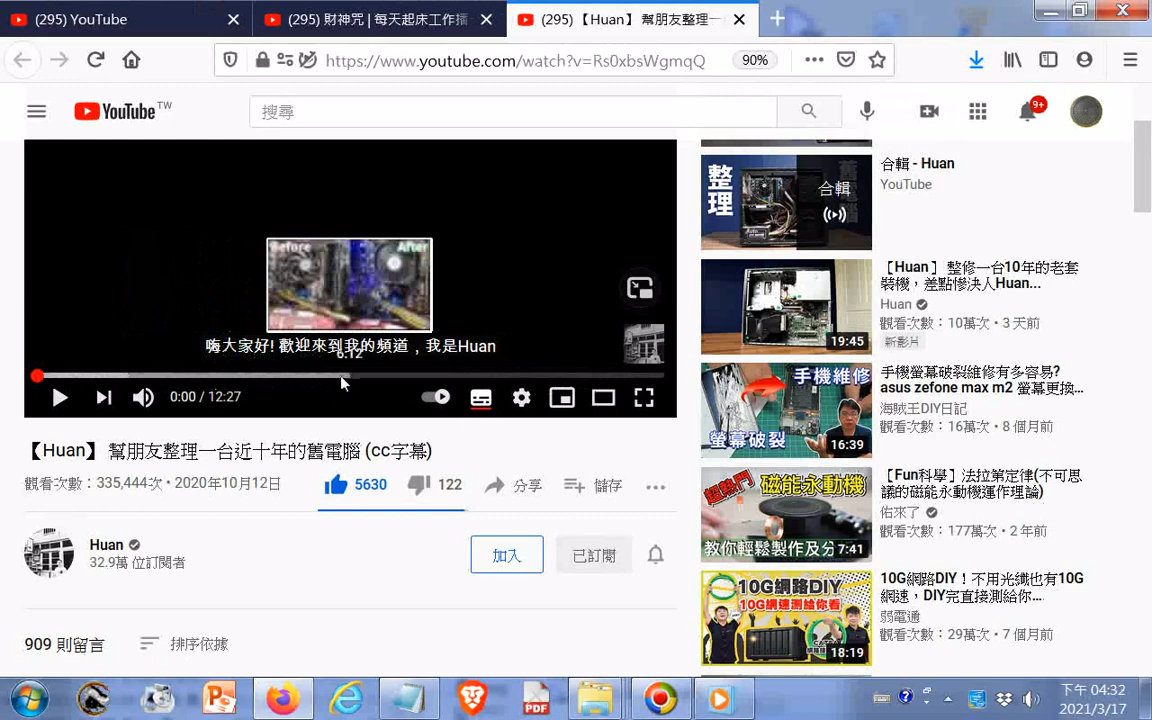 (295) YouTube
(295) 財神咒 | 每天起床工作播
(295) 【Huan】 幫朋友整理一
https://www.youtube.com/watch?v=Rs0xbsWgmqQ
90%
YouTube TW
搜尋
9+
Before
After
嗨大家好! 歡迎來到我的頻道，我是Huan
6:12
0:00 / 12:27
【Huan】 幫朋友整理一台近十年的舊電腦 (cc字幕)
觀看次數：335,444次 • 2020年10月12日
5630
122
分享
儲存
Huan
32.9萬 位訂閱者
加入
已訂閱
909 則留言
排序依據
整理
合輯
合輯 - Huan
YouTube
19:45
【Huan】 整修一台10年的老套
裝機，差點慘決人Huan...
Huan
觀看次數：10萬次 • 3 天前
新影片
手機維修
螢幕破裂
16:39
手機螢幕破裂維修有多容易?
asus zefone max m2 螢幕更換...
海賊王DIY日記
觀看次數：16萬次 • 8 個月前
超熱門
磁能永動機
教你輕鬆製作及分
7:41
【Fun科學】法拉第定律(不可思
議的磁能永動機運作理論)
佑來了
觀看次數：177萬次 • 2 年前
10G網路DIY
10G網速測給你看
18:19
10G網路DIY！不用光纖也有10G
網速，DIY完直接測給你...
弱電通
觀看次數：29萬次 • 7 個月前
PDF
下午 04:32
2021/3/17